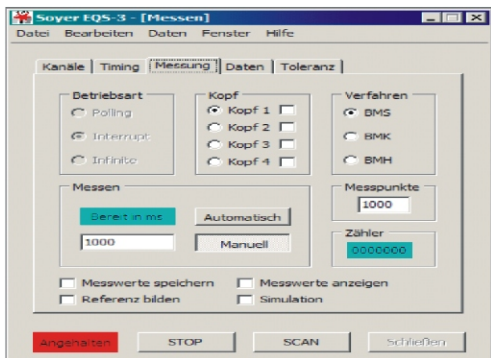 Soyer EQS-3 - [Messen]
Datei Bearbeiten Daten Fenster Hilfe
Kanäle Timing Messung Daten Toleranz
Betriebsart Kopf Verfahren
Polling Kopf 1 BMS
Interrupt Kopf 2 BMK
Infinite Kopf 3 BMH
Kopf 4
Messen Messpunkte
1000
Bereit in ms Automatisch
Zähler
1000 Manuell 0000000
Messwerte speichern Messwerte anzeigen
Referenz bilden Simulation
Angehalten STOP SCAN Schließen